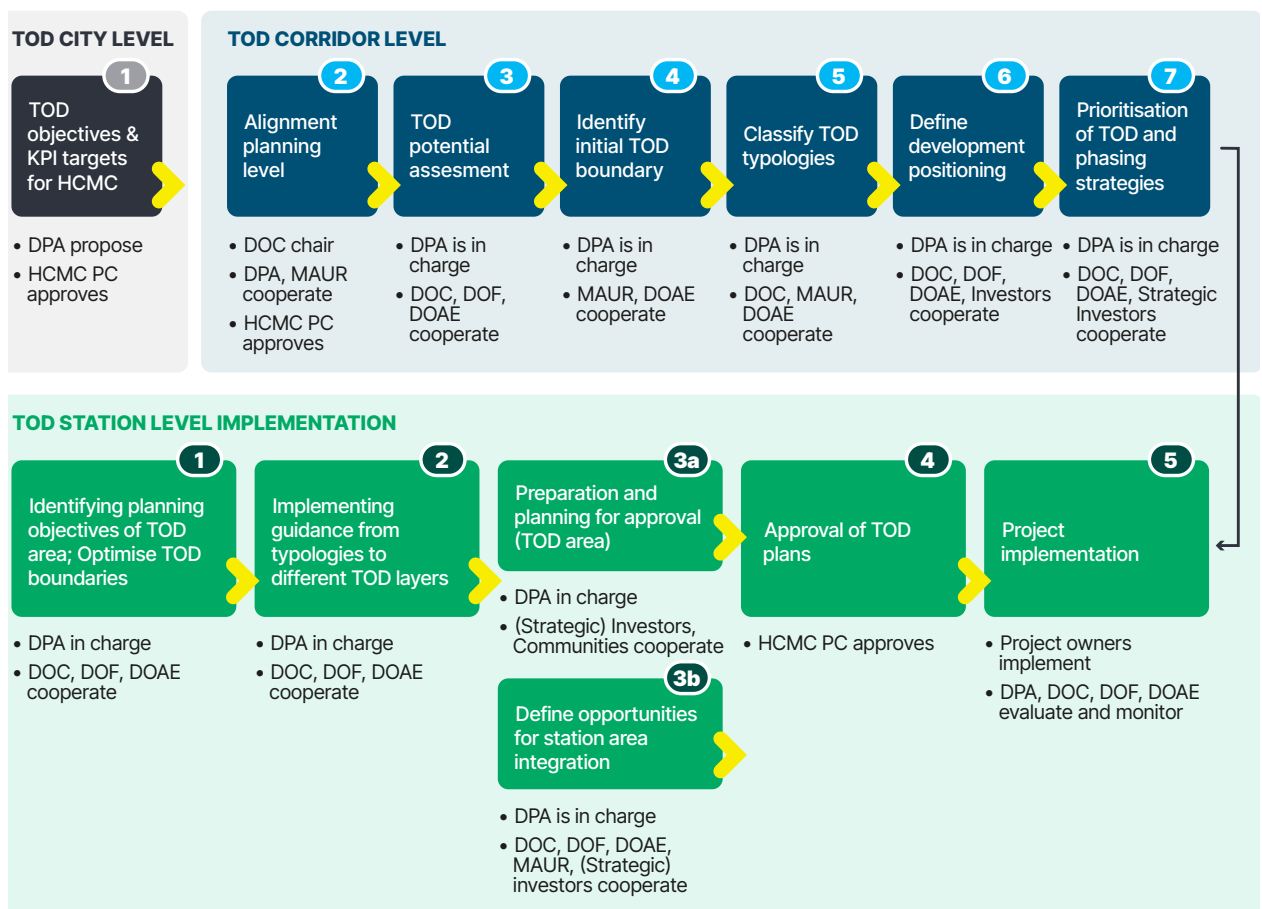 TOD CITY LEVEL
1
TOD
objectives &
KPI targets
for HCMC
• DPA propose
• HCMC PC
approves
TOD CORRIDOR LEVEL
2
Alignment
planning
level
• DOC chair
• DPA, MAUR
cooperate
• HCMC PC
approves
3
TOD
potential
assesment
• DPA is in
charge
• DOC, DOF,
DOAE
cooperate
4
Identify
initial TOD
boundary
• DPA is in
charge
• MAUR, DOAE
cooperate
5
Classify TOD
typologies
• DPA is in
charge
• DOC, MAUR,
DOAE
cooperate
6
Define
development
positioning
• DPA is in charge
• DOC, DOF,
DOAE, Investors
cooperate
7
Prioritisation
of TOD and
phasing
strategies
• DPA is in charge
• DOC, DOF,
DOAE, Strategic
Investors
cooperate
TOD STATION LEVEL IMPLEMENTATION
1
Identifying planning
objectives of TOD
area; Optimise TOD
boundaries
• DPA in charge
• DOC, DOF, DOAE
cooperate
2
Implementing
guidance from
typologies to
different TOD layers
• DPA in charge
• DOC, DOF, DOAE
cooperate
3a
Preparation and
planning for approval
(TOD area)
• DPA in charge
• (Strategic) Investors,
Communities cooperate
3b
Define opportunities
for station area
integration
• DPA is in charge
• DOC, DOF, DOAE,
MAUR, (Strategic)
investors cooperate
4
Approval of TOD
plans
• HCMC PC approves
5
Project
implementation
• Project owners
implement
• DPA, DOC, DOF, DOAE
evaluate and monitor